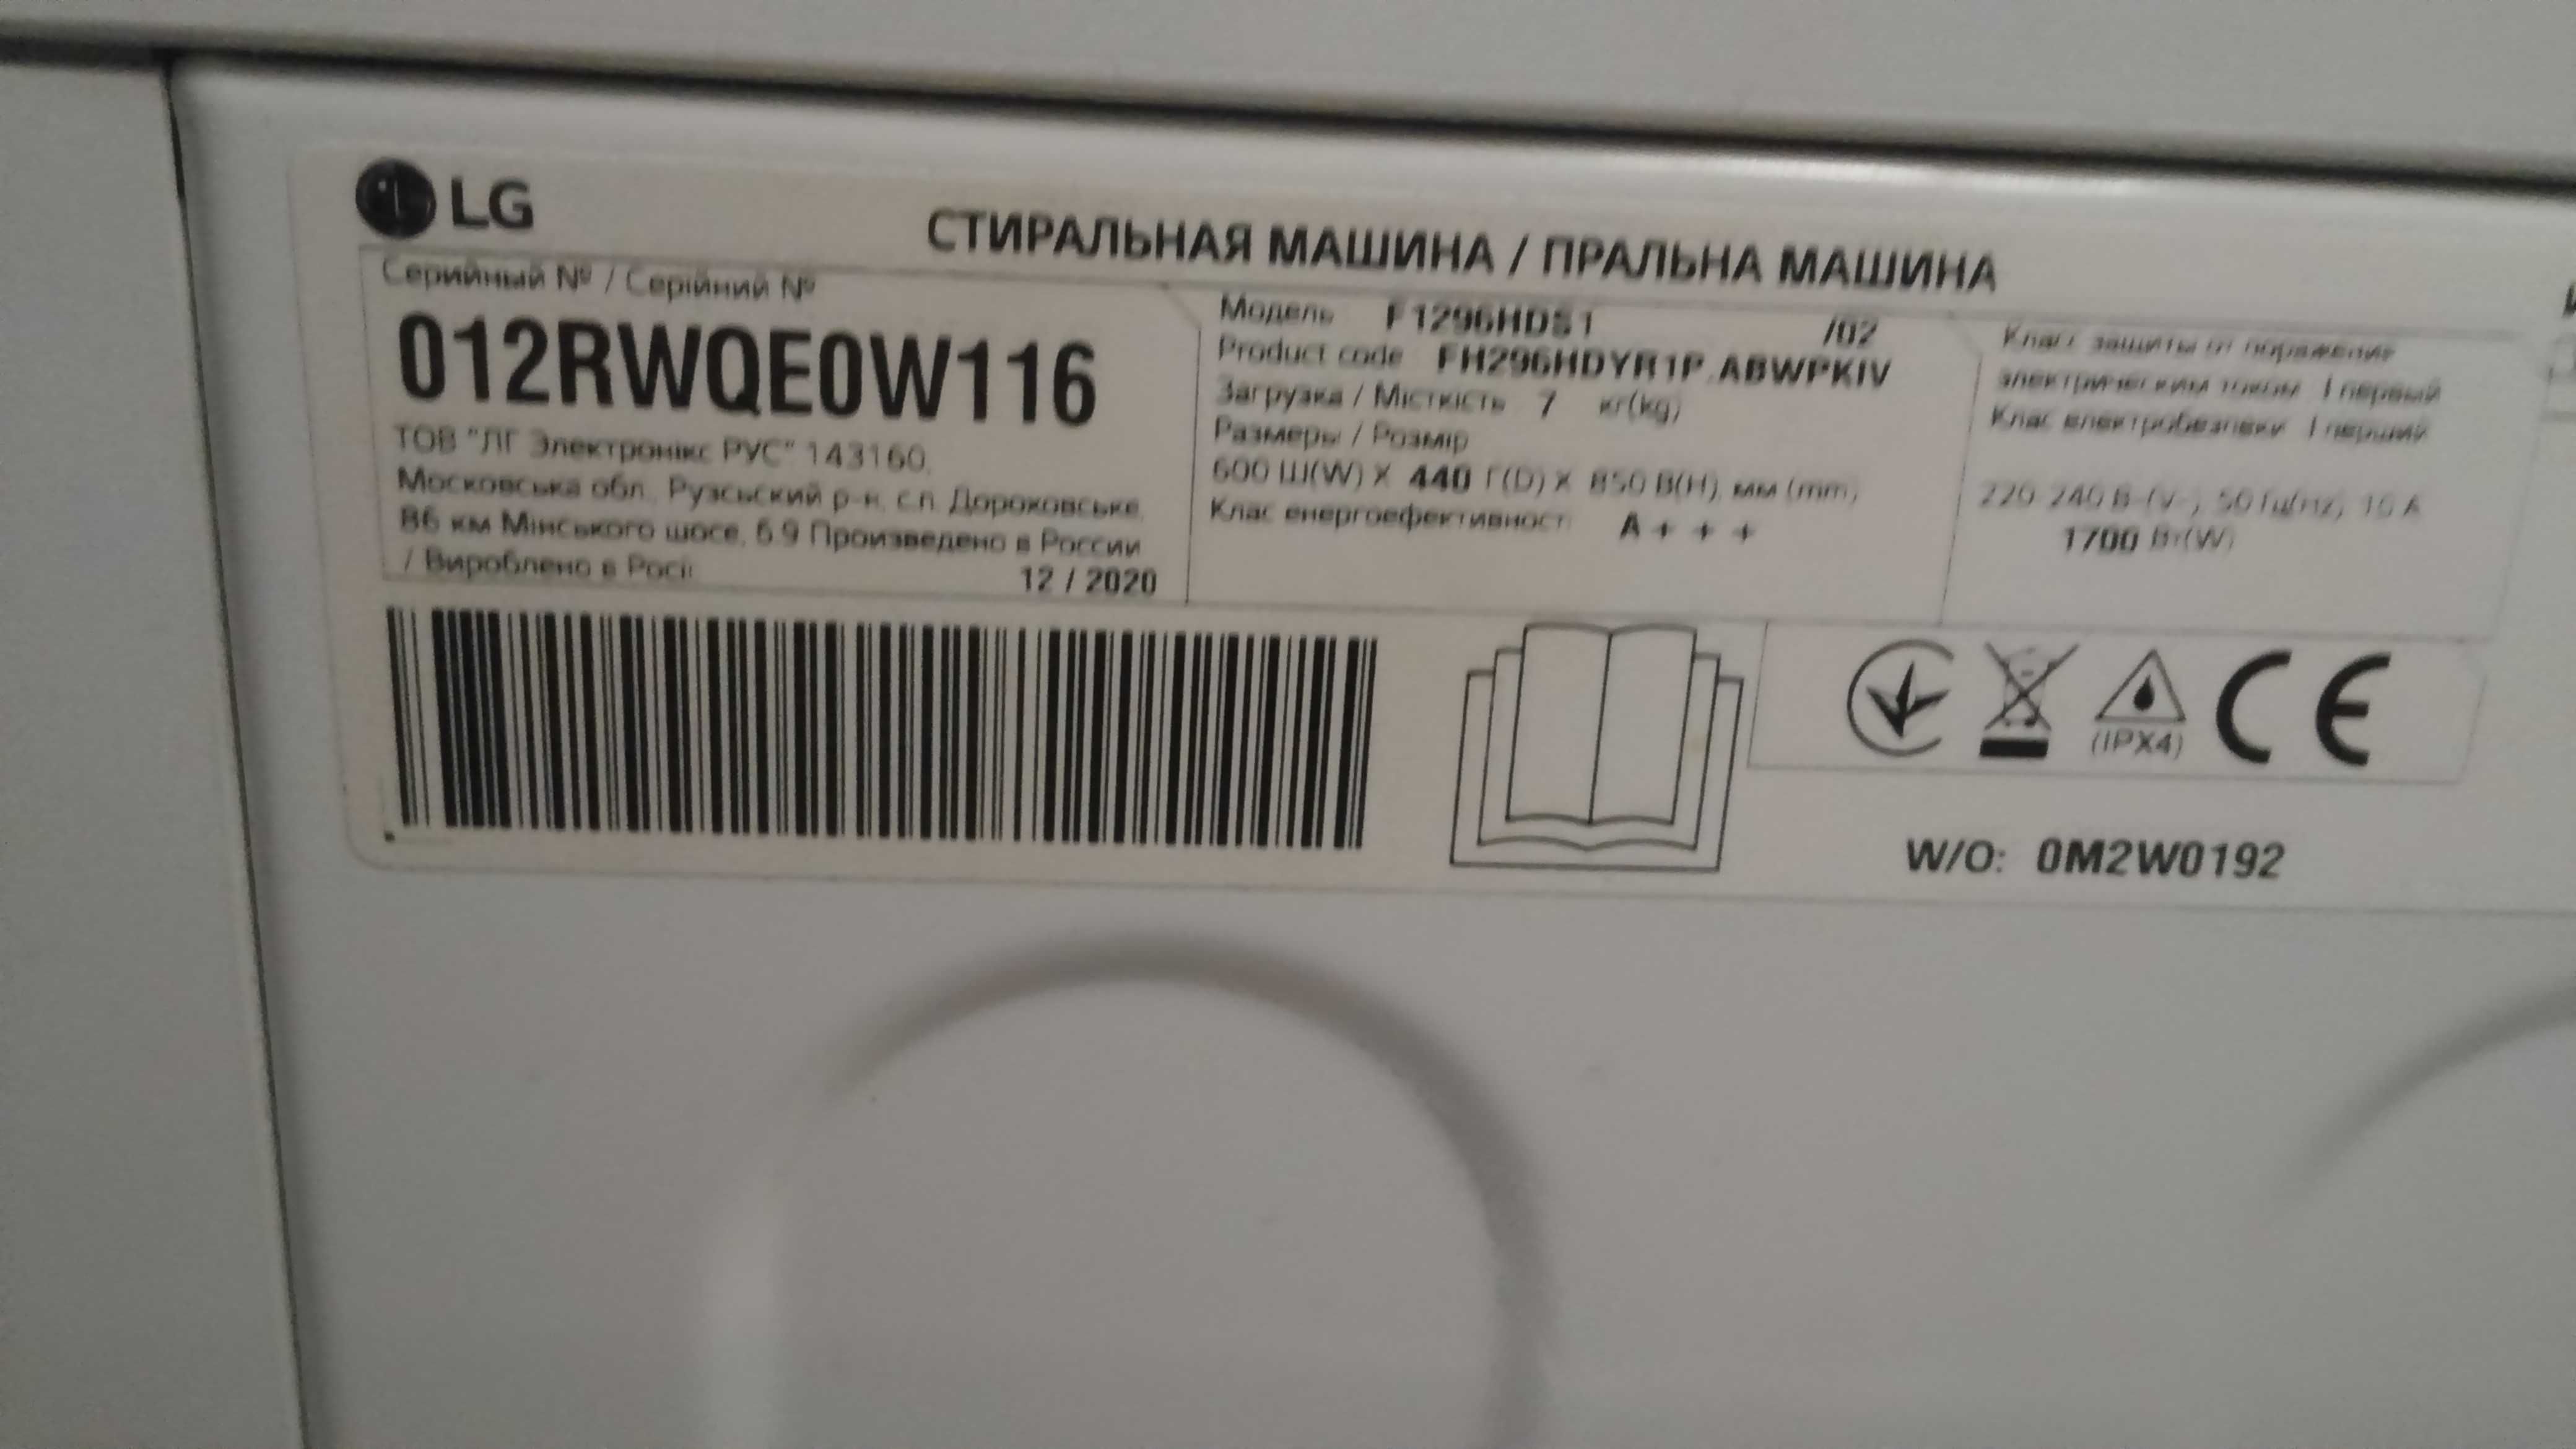 LG
СТИРАЛЬНАЯ МАШИНА / ПРАЛЬНА МАШИНА
Серийный № / Серійний №
012RWQE0W116
ТОВ "ЛГ Электронікс РУС" 143160,
Московська обл., Рузський р-н, с.п. Дороховське,
86 км Мінського шосе, б.9 Произведено в России
/ Вироблено в Росії
12 / 2020
Модель F1296HDS1 /02
Product code FH296HDYR1P.ABWPKIV
Загрузка / Місткість 7 кг(kg)
Размеры / Розмір
600 Ш(W) X 440 Г(D) X 850 В(H), мм (mm)
Клас енергоефективності A + + +
Класс защиты от поражения
электрическим током I первый
Клас електробезпеки I перший
220-240 В~(V~), 50 Гц(Hz), 10 A
1700 Вт(W)
(IPX4)
CE
W/O: 0M2W0192